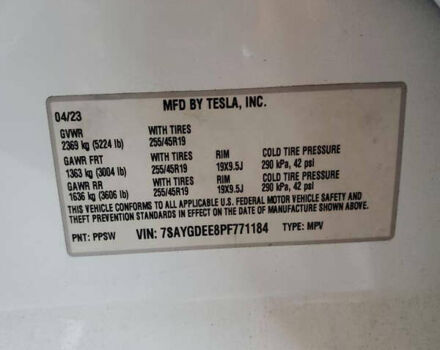 MFD BY TESLA, INC.
04/23
GVWR WITH TIRES
2369 kg (5224 lb) 255/45R19
GAWR FRT WITH TIRES RIM COLD TIRE PRESSURE
1363 kg (3004 lb) 255/45R19 19X9.5J 290 kPa, 42 psi
GAWR RR WITH TIRES RIM COLD TIRE PRESSURE
1636 kg (3606 lb) 255/45R19 19X9.5J 290 kPa, 42 psi
THIS VEHICLE CONFORMS TO ALL APPLICABLE U.S. FEDERAL MOTOR VEHICLE SAFETY AND
THEFT PREVENTION STANDARDS IN EFFECT ON THE DATE OF MANUFACTURE SHOWN ABOVE.
PNT: PPSW VIN: 7SAYGDEE8PF771184 TYPE: MPV